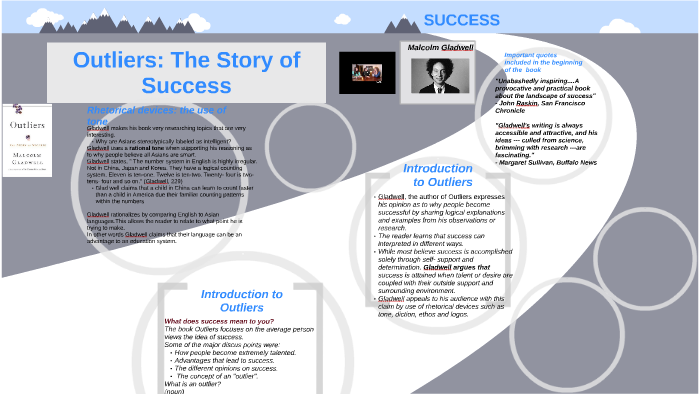 SUCCESS
Outliers: The Story of
Success
Malcolm Gladwell
Important quotes
included in the beginning
of the book
"Unabashedly inspiring....A
provocative and practical book
about the landscape of success"
- John Raskin, San Francisco
Chronicle
"Gladwell's writing is always
accessible and attractive, and his
ideas --- culled from science,
browning with research ---are
fascinating."
- Margaret Sullivan, Buffalo News
Outliers
Malcolm
Gladwell
Rhetorical devices: the use of
tone
Gladwell makes his book very researching topics that are very
interesting.
- Why are Asians stereotypically labeled as intelligent?
Gladwell uses a rational tone when supporting his reasoning as
to why people believe all Asians are smart.
Gladwell states, " The number system in English is highly irregular.
Not in China, Japan and Korea. They have a logical counting
system. Eleven is ten-one. Twelve is ten-two. Twenty- four is two-
tens- four and so on." (Gladwell, 229)
Glad well claims that a child in China can learn to count faster
than a child in America due their familiar counting patterns
within the numbers
Gladwell rationalizes by comparing English to Asian
languages.This allows the reader to relate to what point he is
trying to make.
In other words Gladwell claims that their language can be an
advantage to an education system.
Introduction
to Outliers
• Gladwell, the author of Outliers expresses
his opinion as to why people become
successful by sharing logical explanations
and examples from his observations or
research.
• The reader learns that success can
interpreted in different ways.
• While most believe success is accomplished
solely through self- support and
determination. Gladwell argues that
success is attained when talent or desire are
coupled with their outside support and
surrounding environment.
• Gladwell appeals to his audience with this
claim by use of rhetorical devices such as
tone, diction, ethos and logos.
Introduction to
Outliers
What does success mean to you?
The book Outliers focuses on the average person
views the idea of success.
Some of the major discus points were:
• How people become extremely talented.
• Advantages that lead to success.
• The different opinions on success.
• The concept of an "outlier".
What is an outlier?
(noun)